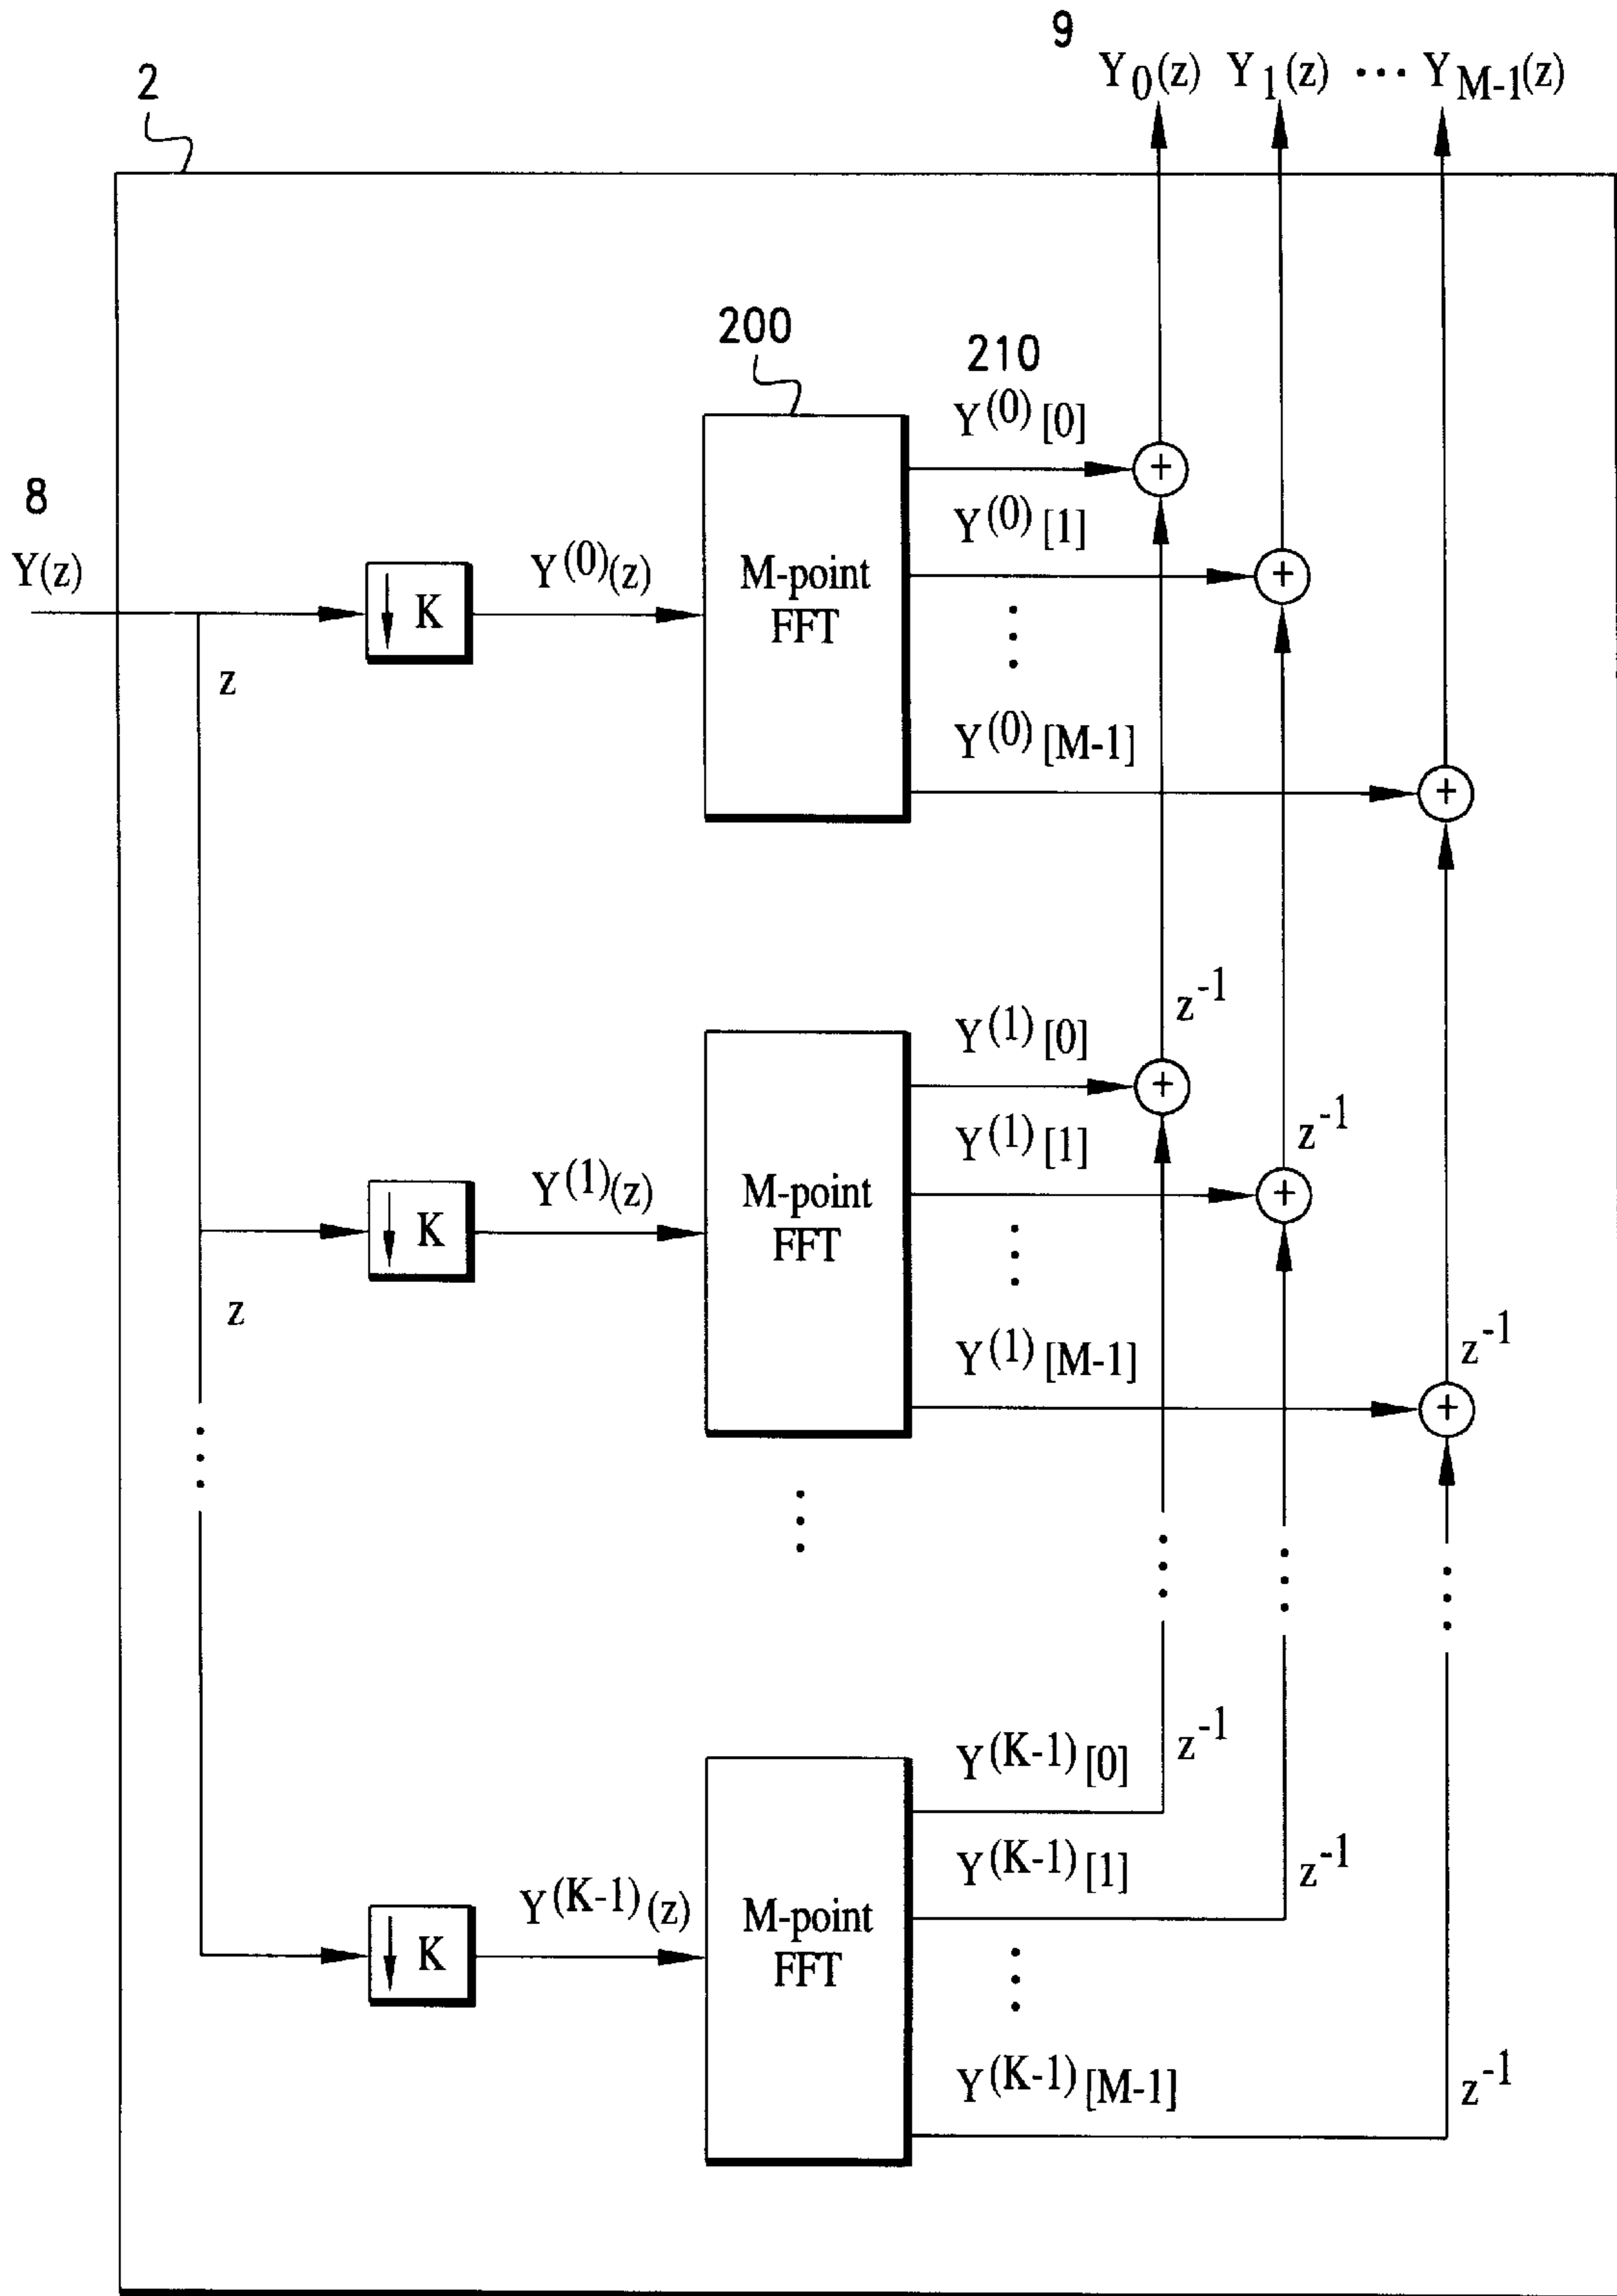 9
Y₀(z) Y₁(z) ··· Y_M-1(z)
2
200
210
Y^(0) [0]
8
Y(z)
K
Y^(0)(z)
M-point
FFT
Y^(0) [1]
⋮
z
Y^(0) [M-1]
+
+
+
z⁻¹
Y^(1) [0]
z⁻¹
K
Y^(1)(z)
M-point
FFT
Y^(1) [1]
⋮
z
Y^(1) [M-1]
z⁻¹
+
+
+
⋮
⋮
⋮
⋮
⋮
z⁻¹
Y^(K-1) [0]
K
Y^(K-1) (z)
M-point
FFT
Y^(K-1) [1]
z⁻¹
⋮
Y^(K-1) [M-1]
z⁻¹